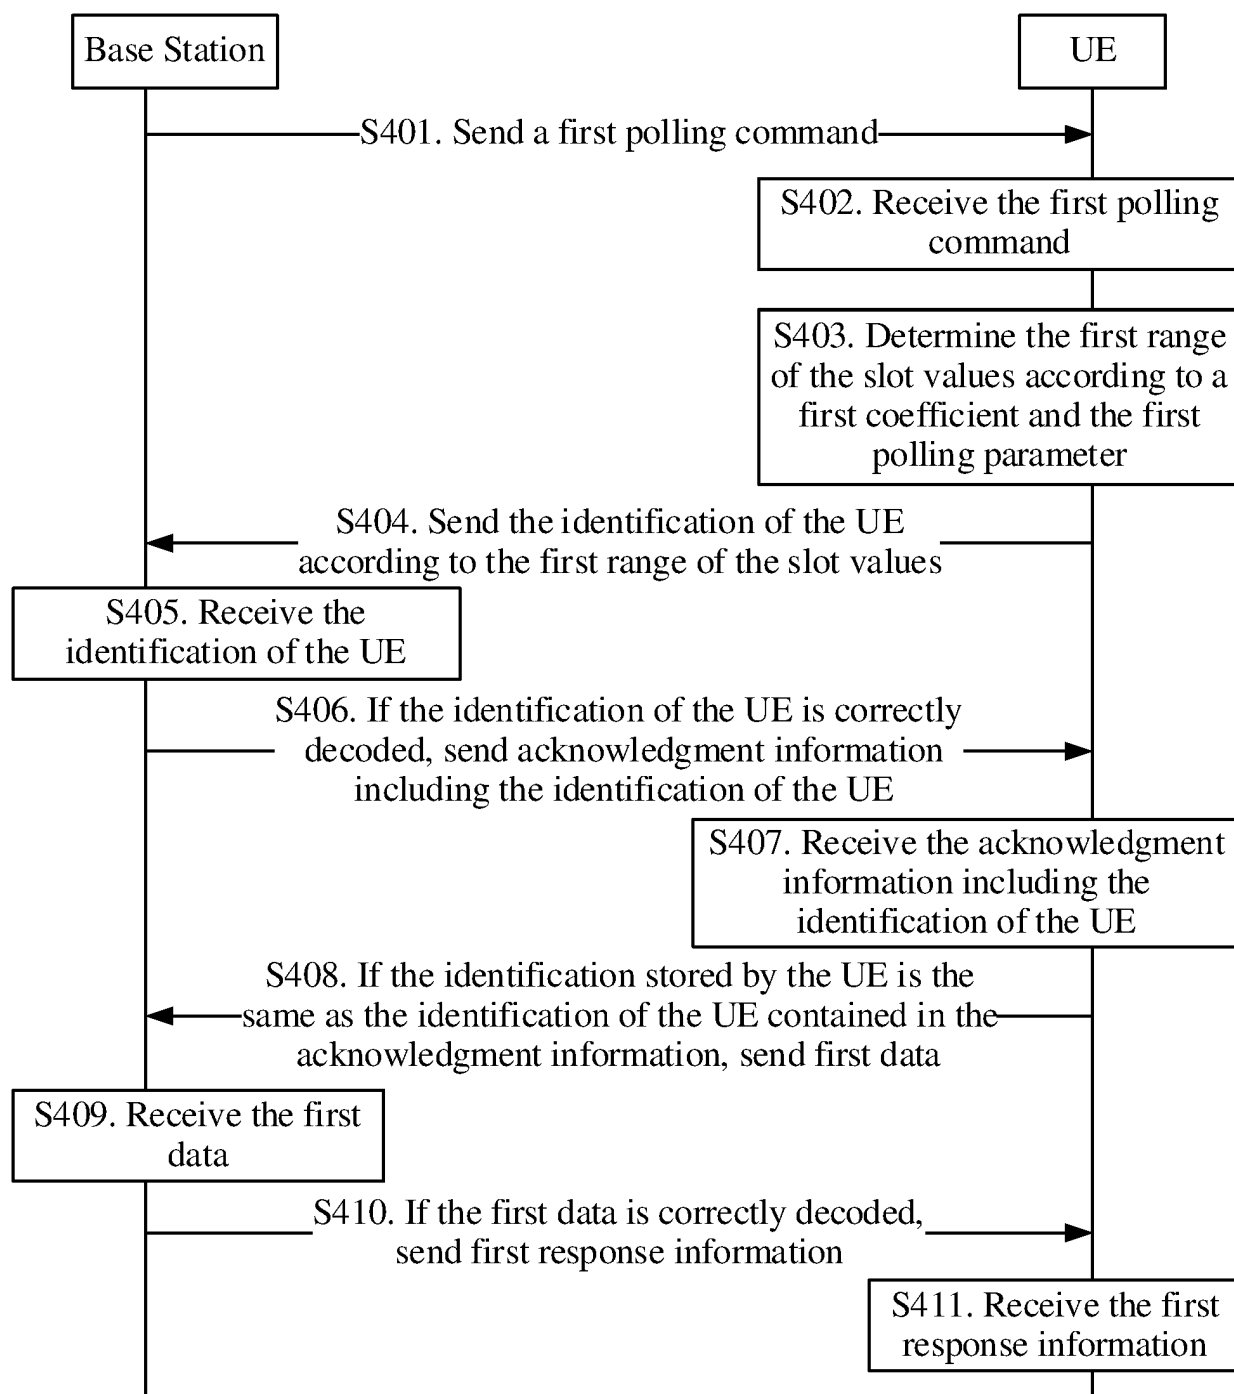 Base Station
UE
S401. Send a first polling command
S402. Receive the first polling
command
S403. Determine the first range
of the slot values according to a
first coefficient and the first
polling parameter
S404. Send the identification of the UE
according to the first range of the slot values
S405. Receive the
identification of the UE
S406. If the identification of the UE is correctly
decoded, send acknowledgment information
including the identification of the UE
S407. Receive the acknowledgment
information including the
identification of the UE
S408. If the identification stored by the UE is the
same as the identification of the UE contained in the
acknowledgment information, send first data
S409. Receive the first
data
S410. If the first data is correctly decoded,
send first response information
S411. Receive the first
response information